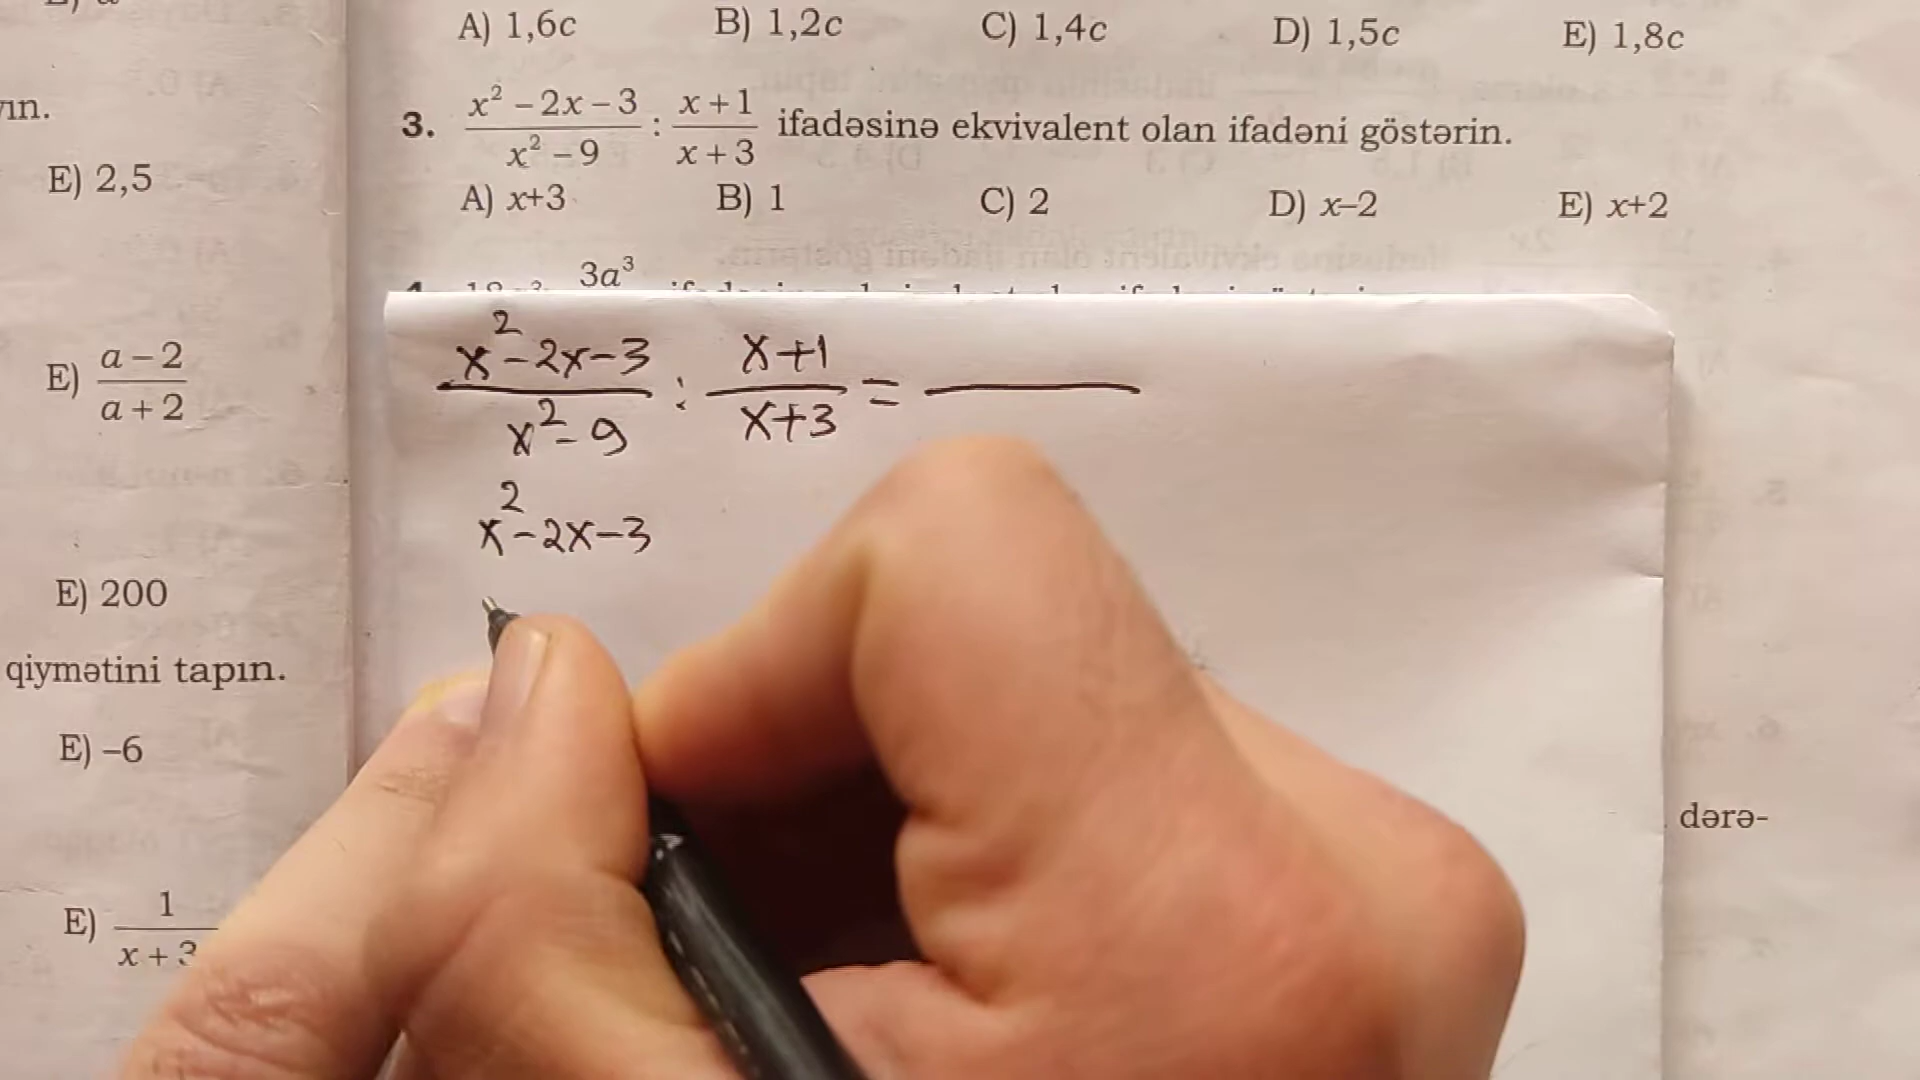 A) 1,6c B) 1,2c C) 1,4c D) 1,5c E) 1,8c
3. (x² − 2x − 3)/(x² − 9) : (x + 1)/(x + 3) ifadəsinə ekvivalent olan ifadəni göstərin.
A) x+3 B) 1 C) 2 D) x–2 E) x+2
3a³
x²-2x-3 / x²-9 : x+1 / x+3 =
x²-2x-3
E) 2,5
E) (a − 2)/(a + 2)
E) 200
qiymətini tapın.
E) –6
E) 1/(x + 3
dərə-